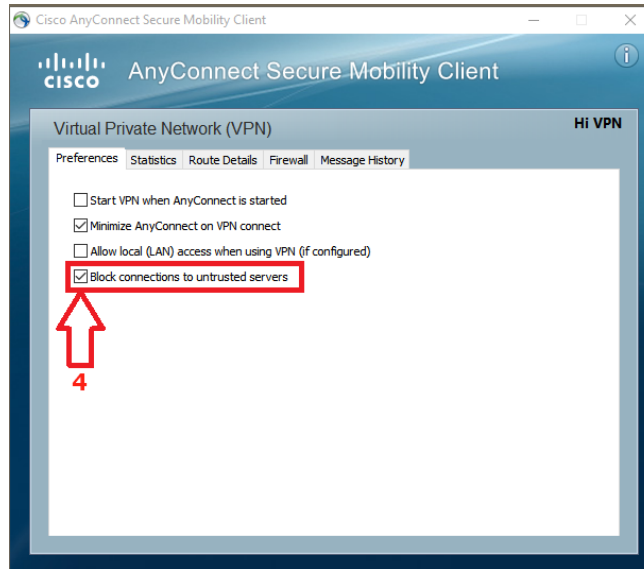 Cisco AnyConnect Secure Mobility Client
CISCO AnyConnect Secure Mobility Client
Virtual Private Network (VPN)
Hi VPN
Preferences Statistics Route Details Firewall Message History
Start VPN when AnyConnect is started
Minimize AnyConnect on VPN connect
Allow local (LAN) access when using VPN (if configured)
Block connections to untrusted servers
4